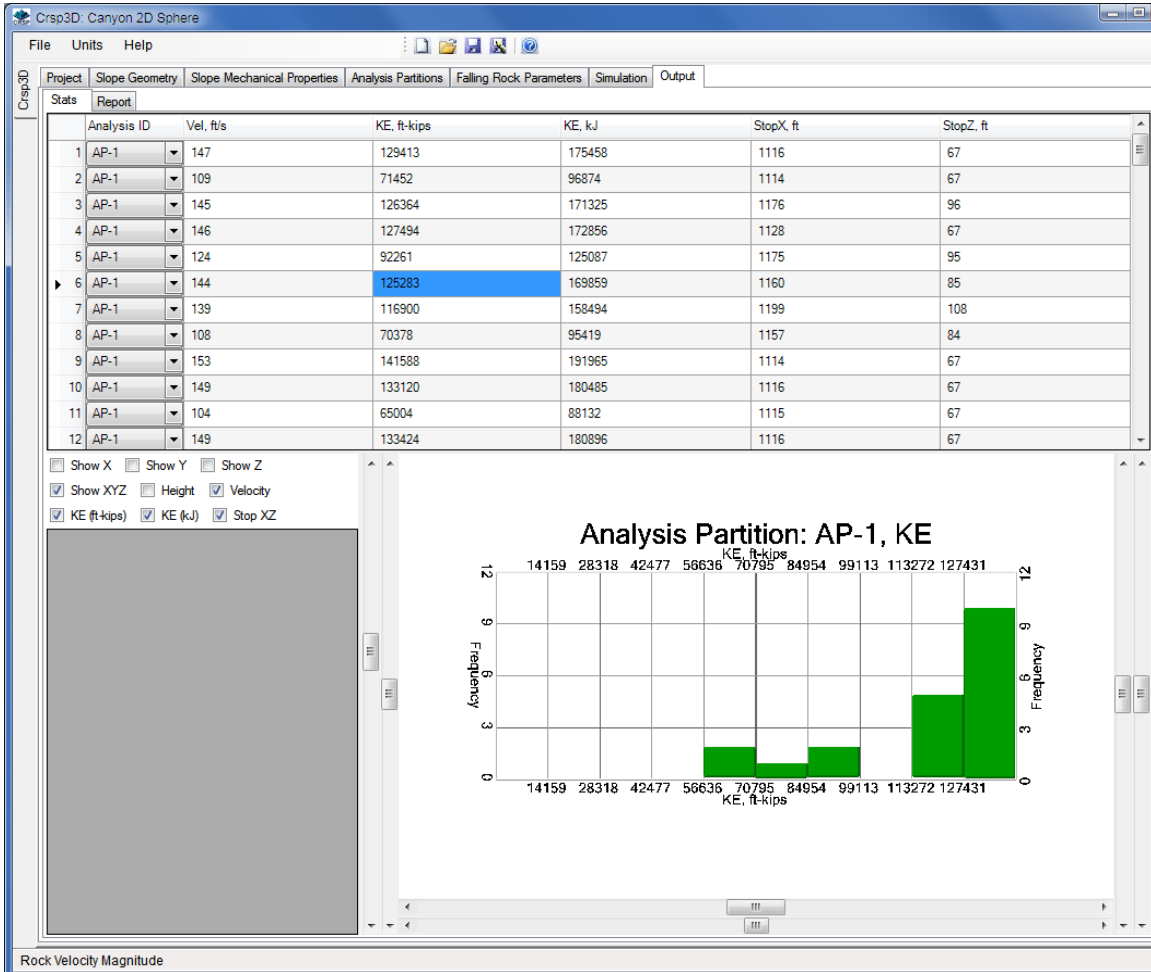 Crsp3D: Canyon 2D Sphere
File Units Help
Crsp3D
Project Slope Geometry Slope Mechanical Properties Analysis Partitions Falling Rock Parameters Simulation Output
Stats Report
Analysis ID Vel, ft/s KE, ft-kips KE, kJ StopX, ft StopZ, ft
1 AP-1 147 129413 175458 1116 67
2 AP-1 109 71452 96874 1114 67
3 AP-1 145 126364 171325 1176 96
4 AP-1 146 127494 172856 1128 67
5 AP-1 124 92261 125087 1175 95
6 AP-1 144 125283 169859 1160 85
7 AP-1 139 116900 158494 1199 108
8 AP-1 108 70378 95419 1157 84
9 AP-1 153 141588 191965 1114 67
10 AP-1 149 133120 180485 1116 67
11 AP-1 104 65004 88132 1115 67
12 AP-1 149 133424 180896 1116 67
Show X Show Y Show Z
Show XYZ Height Velocity
KE (ft-kips) KE (kJ) Stop XZ
Analysis Partition: AP-1, KE
KE, ft-kips
14159 28318 42477 56636 70795 84954 99113 113272 127431
12 12
9 9
Frequency Frequency
6 6
3 3
0 0
14159 28318 42477 56636 70795 84954 99113 113272 127431
KE, ft-kips
Rock Velocity Magnitude